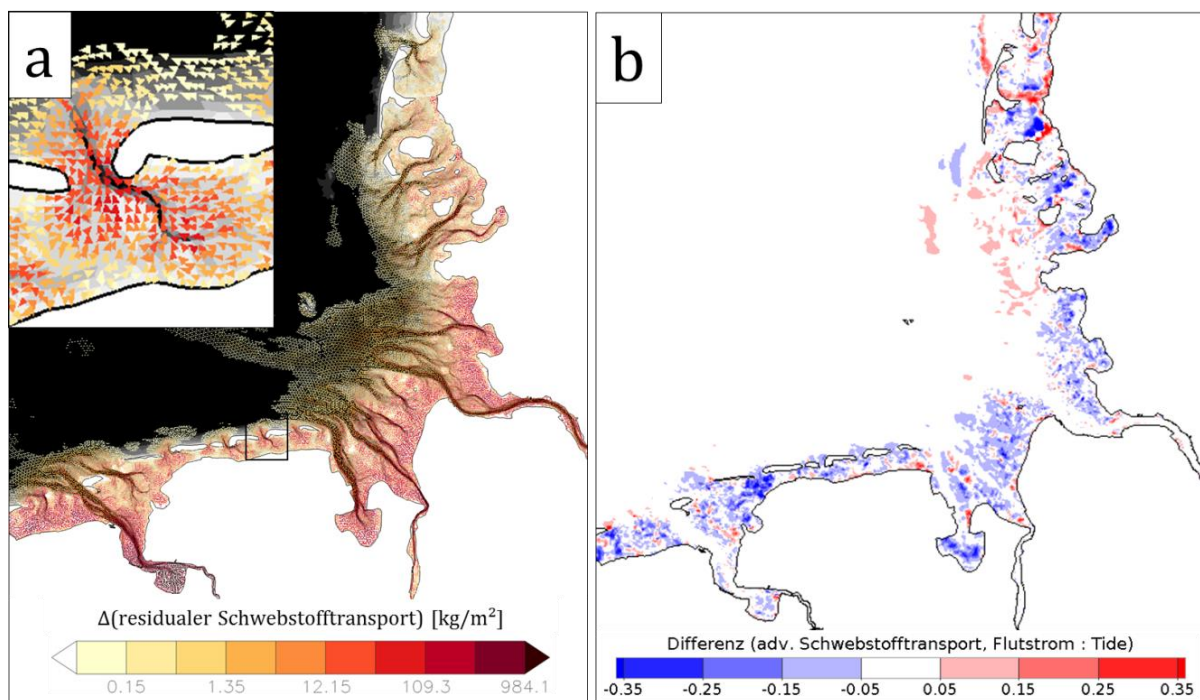 a
b
Δ(residualer Schwebstofftransport) [kg/m²]
0.15 1.35 12.15 109.3 984.1
Differenz (adv. Schwebstofftransport, Flutstrom : Tide)
-0.35 -0.25 -0.15 -0.05 0.05 0.15 0.25 0.35